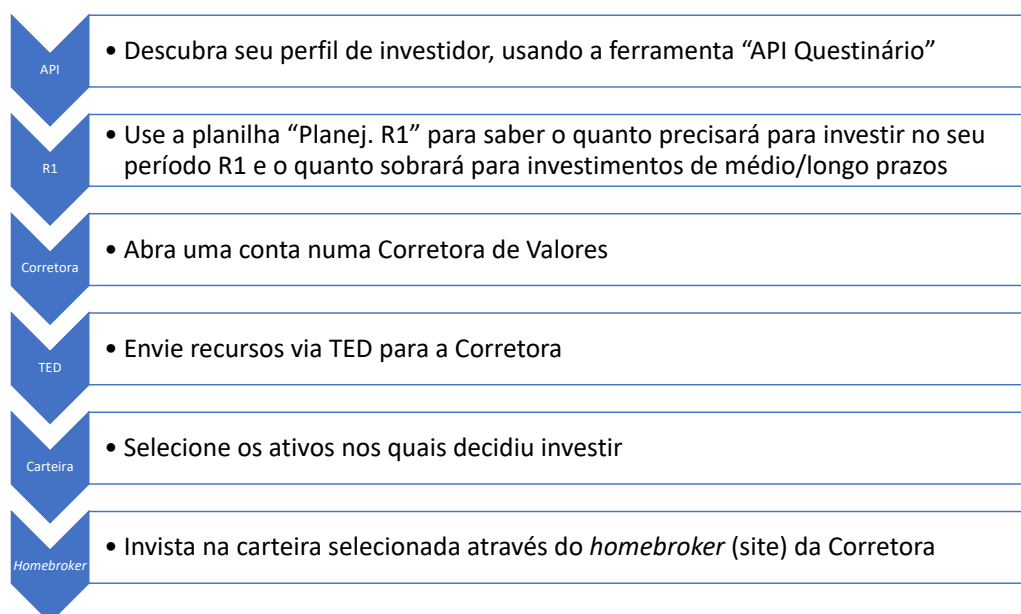 API
• Descubra seu perfil de investidor, usando a ferramenta “API Questinário”
R1
• Use a planilha “Planej. R1” para saber o quanto precisará para investir no seu
período R1 e o quanto sobrará para investimentos de médio/longo prazos
Corretora
• Abra uma conta numa Corretora de Valores
TED
• Envie recursos via TED para a Corretora
Carteira
• Selecione os ativos nos quais decidiu investir
Homebroker
• Invista na carteira selecionada através do homebroker (site) da Corretora